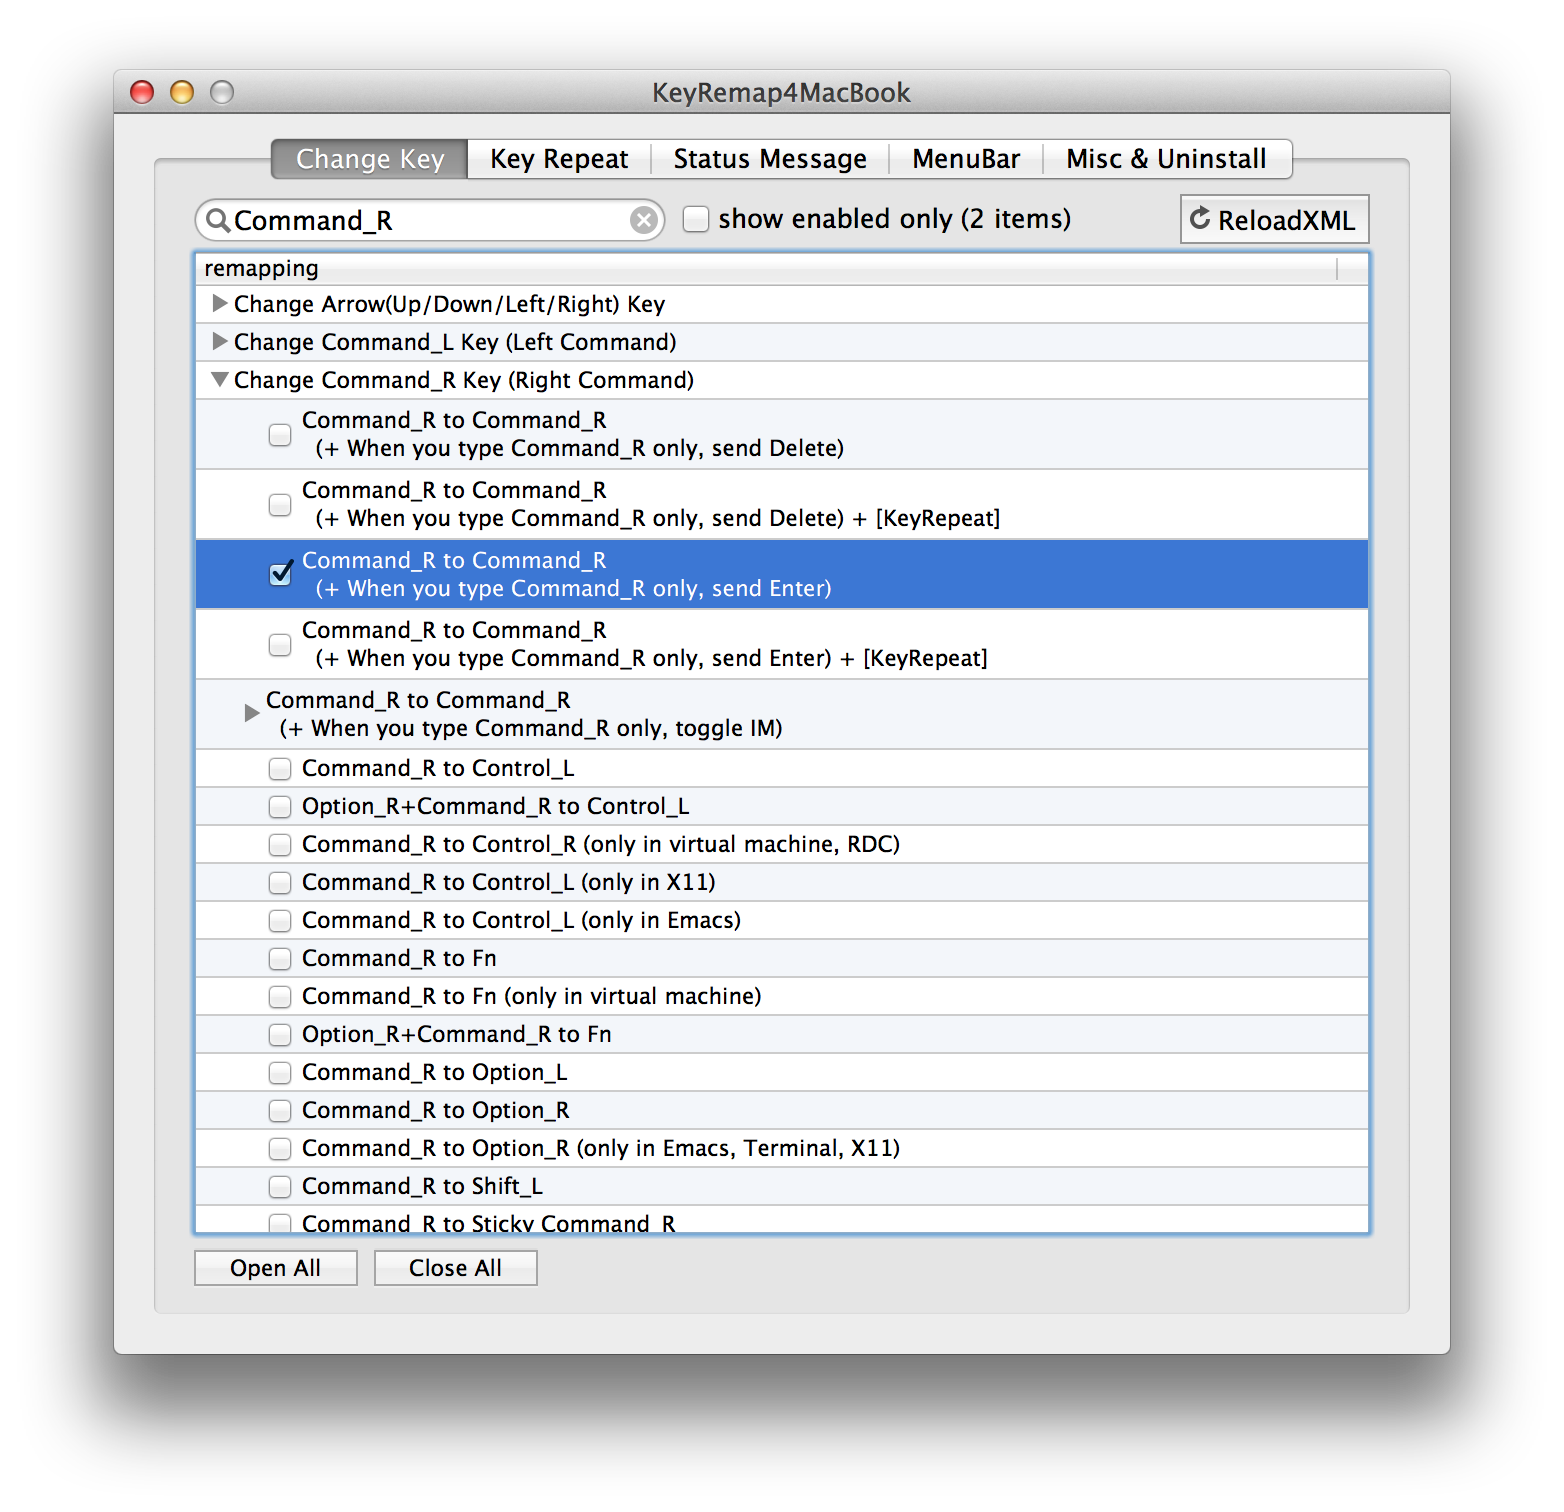 KeyRemap4MacBook
Change Key Key Repeat Status Message MenuBar Misc & Uninstall
Command_R show enabled only (2 items) ReloadXML
remapping
Change Arrow(Up/Down/Left/Right) Key
Change Command_L Key (Left Command)
Change Command_R Key (Right Command)
Command_R to Command_R
(+ When you type Command_R only, send Delete)
Command_R to Command_R
(+ When you type Command_R only, send Delete) + [KeyRepeat]
Command_R to Command_R
(+ When you type Command_R only, send Enter)
Command_R to Command_R
(+ When you type Command_R only, send Enter) + [KeyRepeat]
Command_R to Command_R
(+ When you type Command_R only, toggle IM)
Command_R to Control_L
Option_R+Command_R to Control_L
Command_R to Control_R (only in virtual machine, RDC)
Command_R to Control_L (only in X11)
Command_R to Control_L (only in Emacs)
Command_R to Fn
Command_R to Fn (only in virtual machine)
Option_R+Command_R to Fn
Command_R to Option_L
Command_R to Option_R
Command_R to Option_R (only in Emacs, Terminal, X11)
Command_R to Shift_L
Command_R to Sticky Command_R
Open All Close All